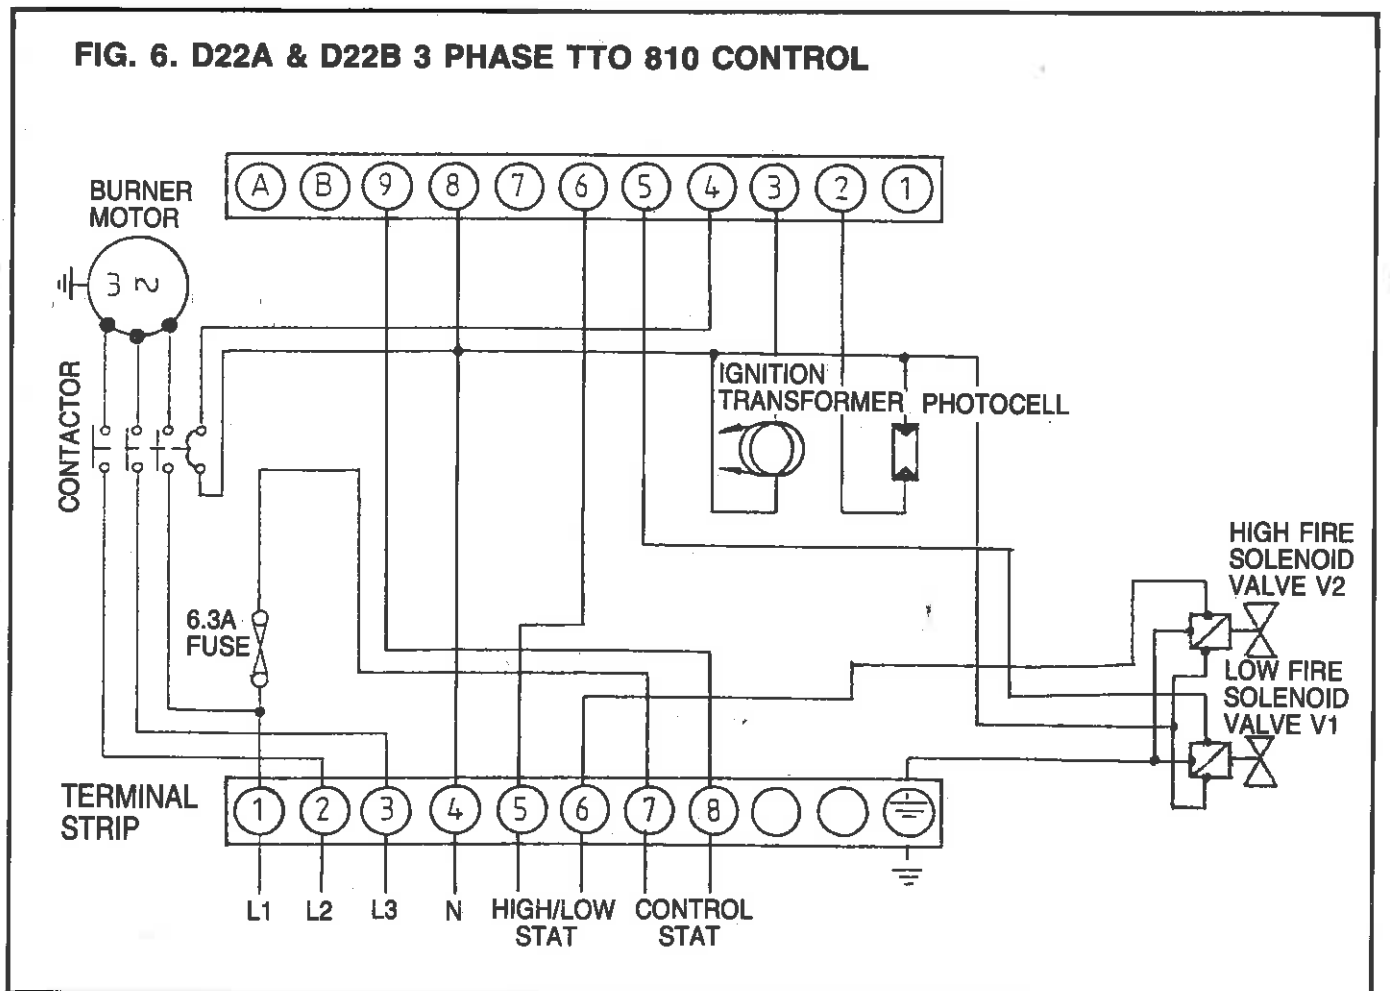 FIG. 6. D22A & D22B 3 PHASE TTO 810 CONTROL
A B 9 8 7 6 5 4 3 2 1
BURNER
MOTOR
3 ~
CONTACTOR
IGNITION
TRANSFORMER
PHOTOCELL
6.3A
FUSE
HIGH FIRE
SOLENOID
VALVE V2
LOW FIRE
SOLENOID
VALVE V1
TERMINAL
STRIP
1 2 3 4 5 6 7 8
L1 L2 L3 N
HIGH/LOW
STAT
CONTROL
STAT